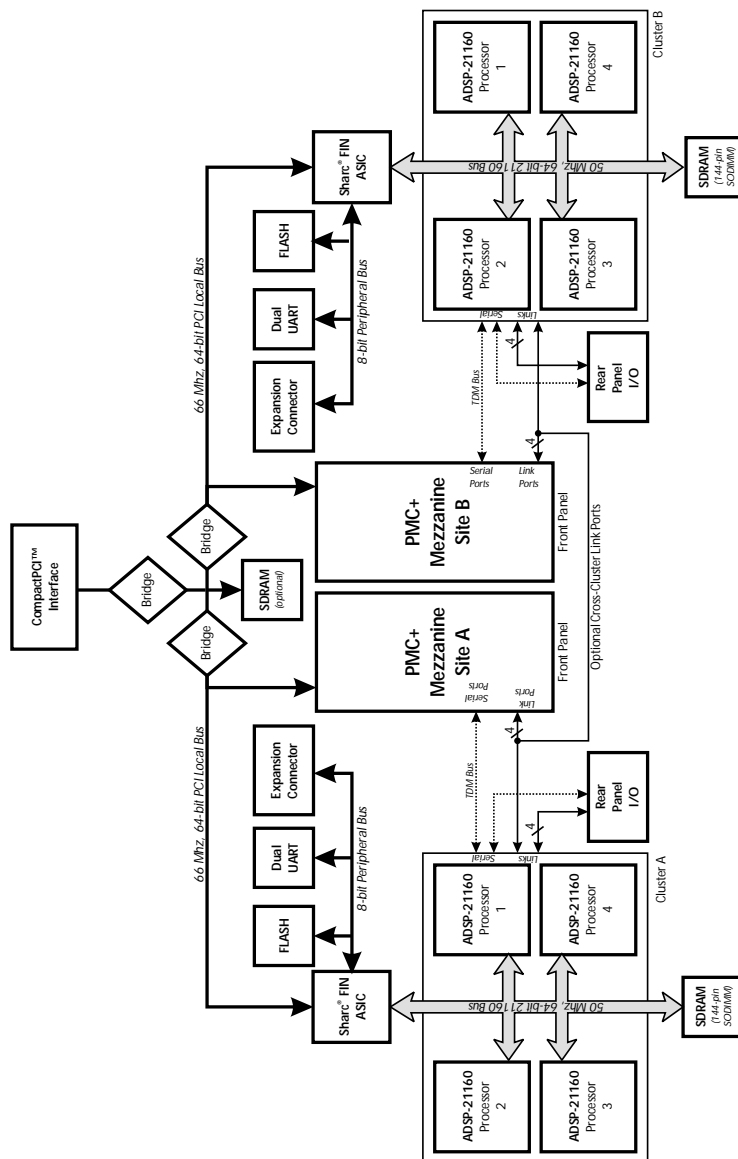 CompactPCI™
Interface
Bridge
SDRAM
(optional)
Bridge
Bridge
66 Mhz, 64-bit PCI Local Bus
66 Mhz, 64-bit PCI Local Bus
Sharc® FIN
ASIC
FLASH
Dual
UART
Expansion
Connector
8-bit Peripheral Bus
Expansion
Connector
Dual
UART
FLASH
8-bit Peripheral Bus
Sharc® FIN
ASIC
PMC+
Mezzanine
Site A
Serial
Ports
Link
Ports
Front Panel
PMC+
Mezzanine
Site B
Serial
Ports
Link
Ports
Front Panel
TDM Bus
4
4
TDM Bus
4
4
Optional Cross-Cluster Link Ports
Rear
Panel
I/O
Rear
Panel
I/O
Cluster A
Serial
Links
ADSP-21160
Processor
1
ADSP-21160
Processor
2
ADSP-21160
Processor
3
ADSP-21160
Processor
4
50 Mhz, 64-bit 21160 Bus
SDRAM
(144-pin
SODIMM)
Cluster B
Serial
Links
ADSP-21160
Processor
1
ADSP-21160
Processor
2
ADSP-21160
Processor
3
ADSP-21160
Processor
4
50 Mhz, 64-bit 21160 Bus
SDRAM
(144-pin
SODIMM)